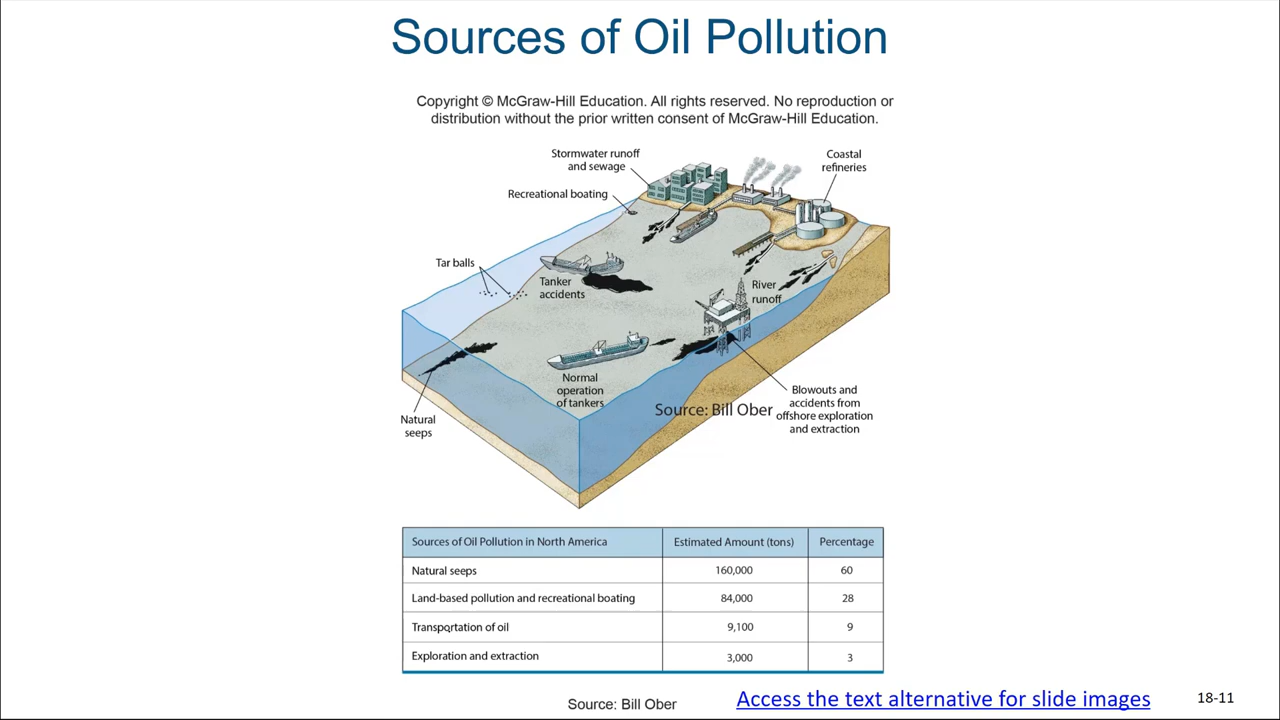 Sources of Oil Pollution
Copyright © McGraw-Hill Education. All rights reserved. No reproduction or
distribution without the prior written consent of McGraw-Hill Education.
Stormwater runoff
and sewage
Coastal
refineries
Recreational boating
Tar balls
Tanker
accidents
River
runoff
Normal
operation
of tankers
Natural
seeps
Source: Bill Ober
Blowouts and
accidents from
offshore exploration
and extraction
Sources of Oil Pollution in North America Estimated Amount (tons) Percentage
Natural seeps 160,000 60
Land-based pollution and recreational boating 84,000 28
Transportation of oil 9,100 9
Exploration and extraction 3,000 3
Source: Bill Ober
Access the text alternative for slide images
18-11